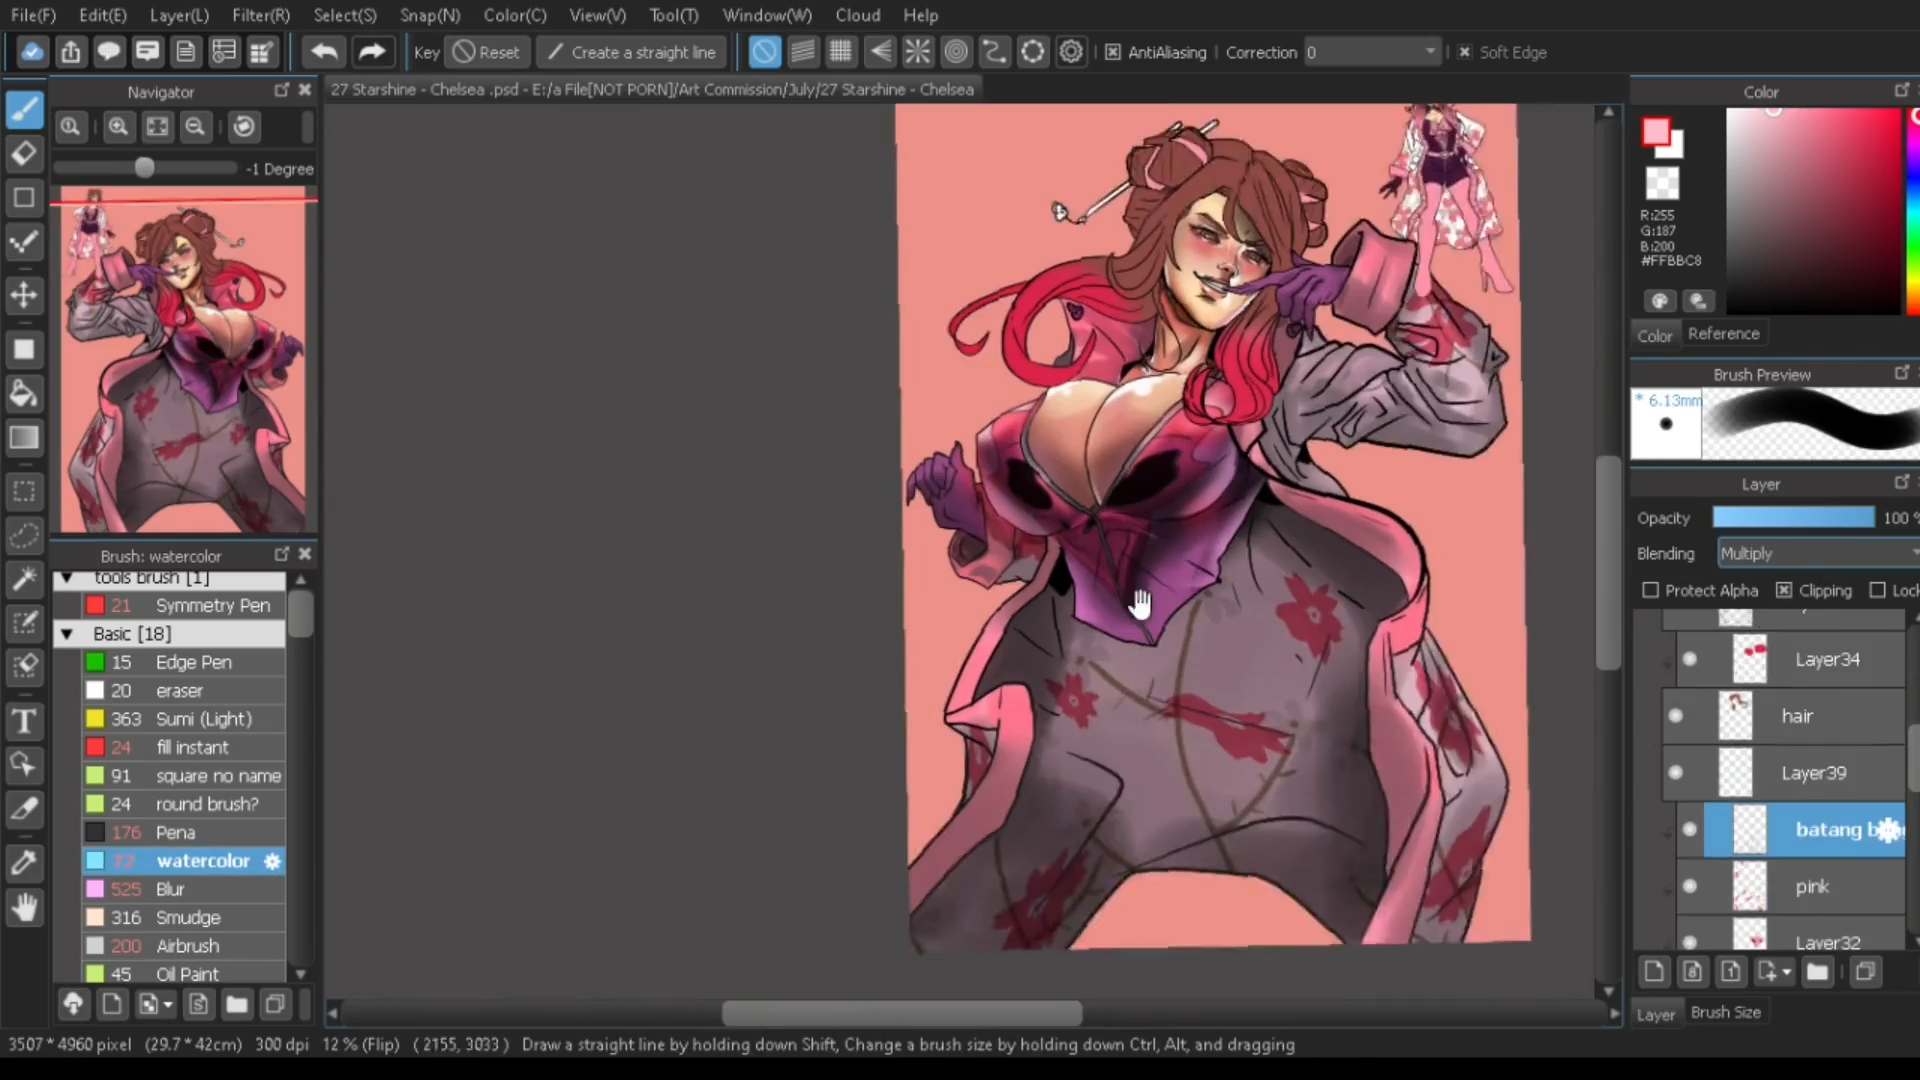 File(F) Edit(E) Layer(L) Filter(R) Select(S) Snap(N) Color(C) View(V) Tool(T) Window(W) Cloud Help
Key Reset Create a straight line AntiAliasing Correction 0 Soft Edge
Navigator
27 Starshine - Chelsea .psd - E:/a File[NOT PORN]/Art Commission/July/27 Starshine - Chelsea
-1 Degree
Brush: watercolor
tools brush [1]
21 Symmetry Pen
Basic [18]
15 Edge Pen
20 eraser
363 Sumi (Light)
24 fill instant
91 square no name
24 round brush?
176 Pena
72 watercolor
525 Blur
316 Smudge
200 Airbrush
45 Oil Paint
Color
R:255
G:187
B:200
#FFBBC8
Color Reference
Brush Preview
* 6.13mm
Layer
Opacity 100 %
Blending Multiply
Protect Alpha Clipping Lock
Layer34
hair
Layer39
batang
pink
Layer32
Layer Brush Size
3507 * 4960 pixel (29.7 * 42cm) 300 dpi 12 % (Flip) ( 2155, 3033 ) Draw a straight line by holding down Shift, Change a brush size by holding down Ctrl, Alt, and dragging